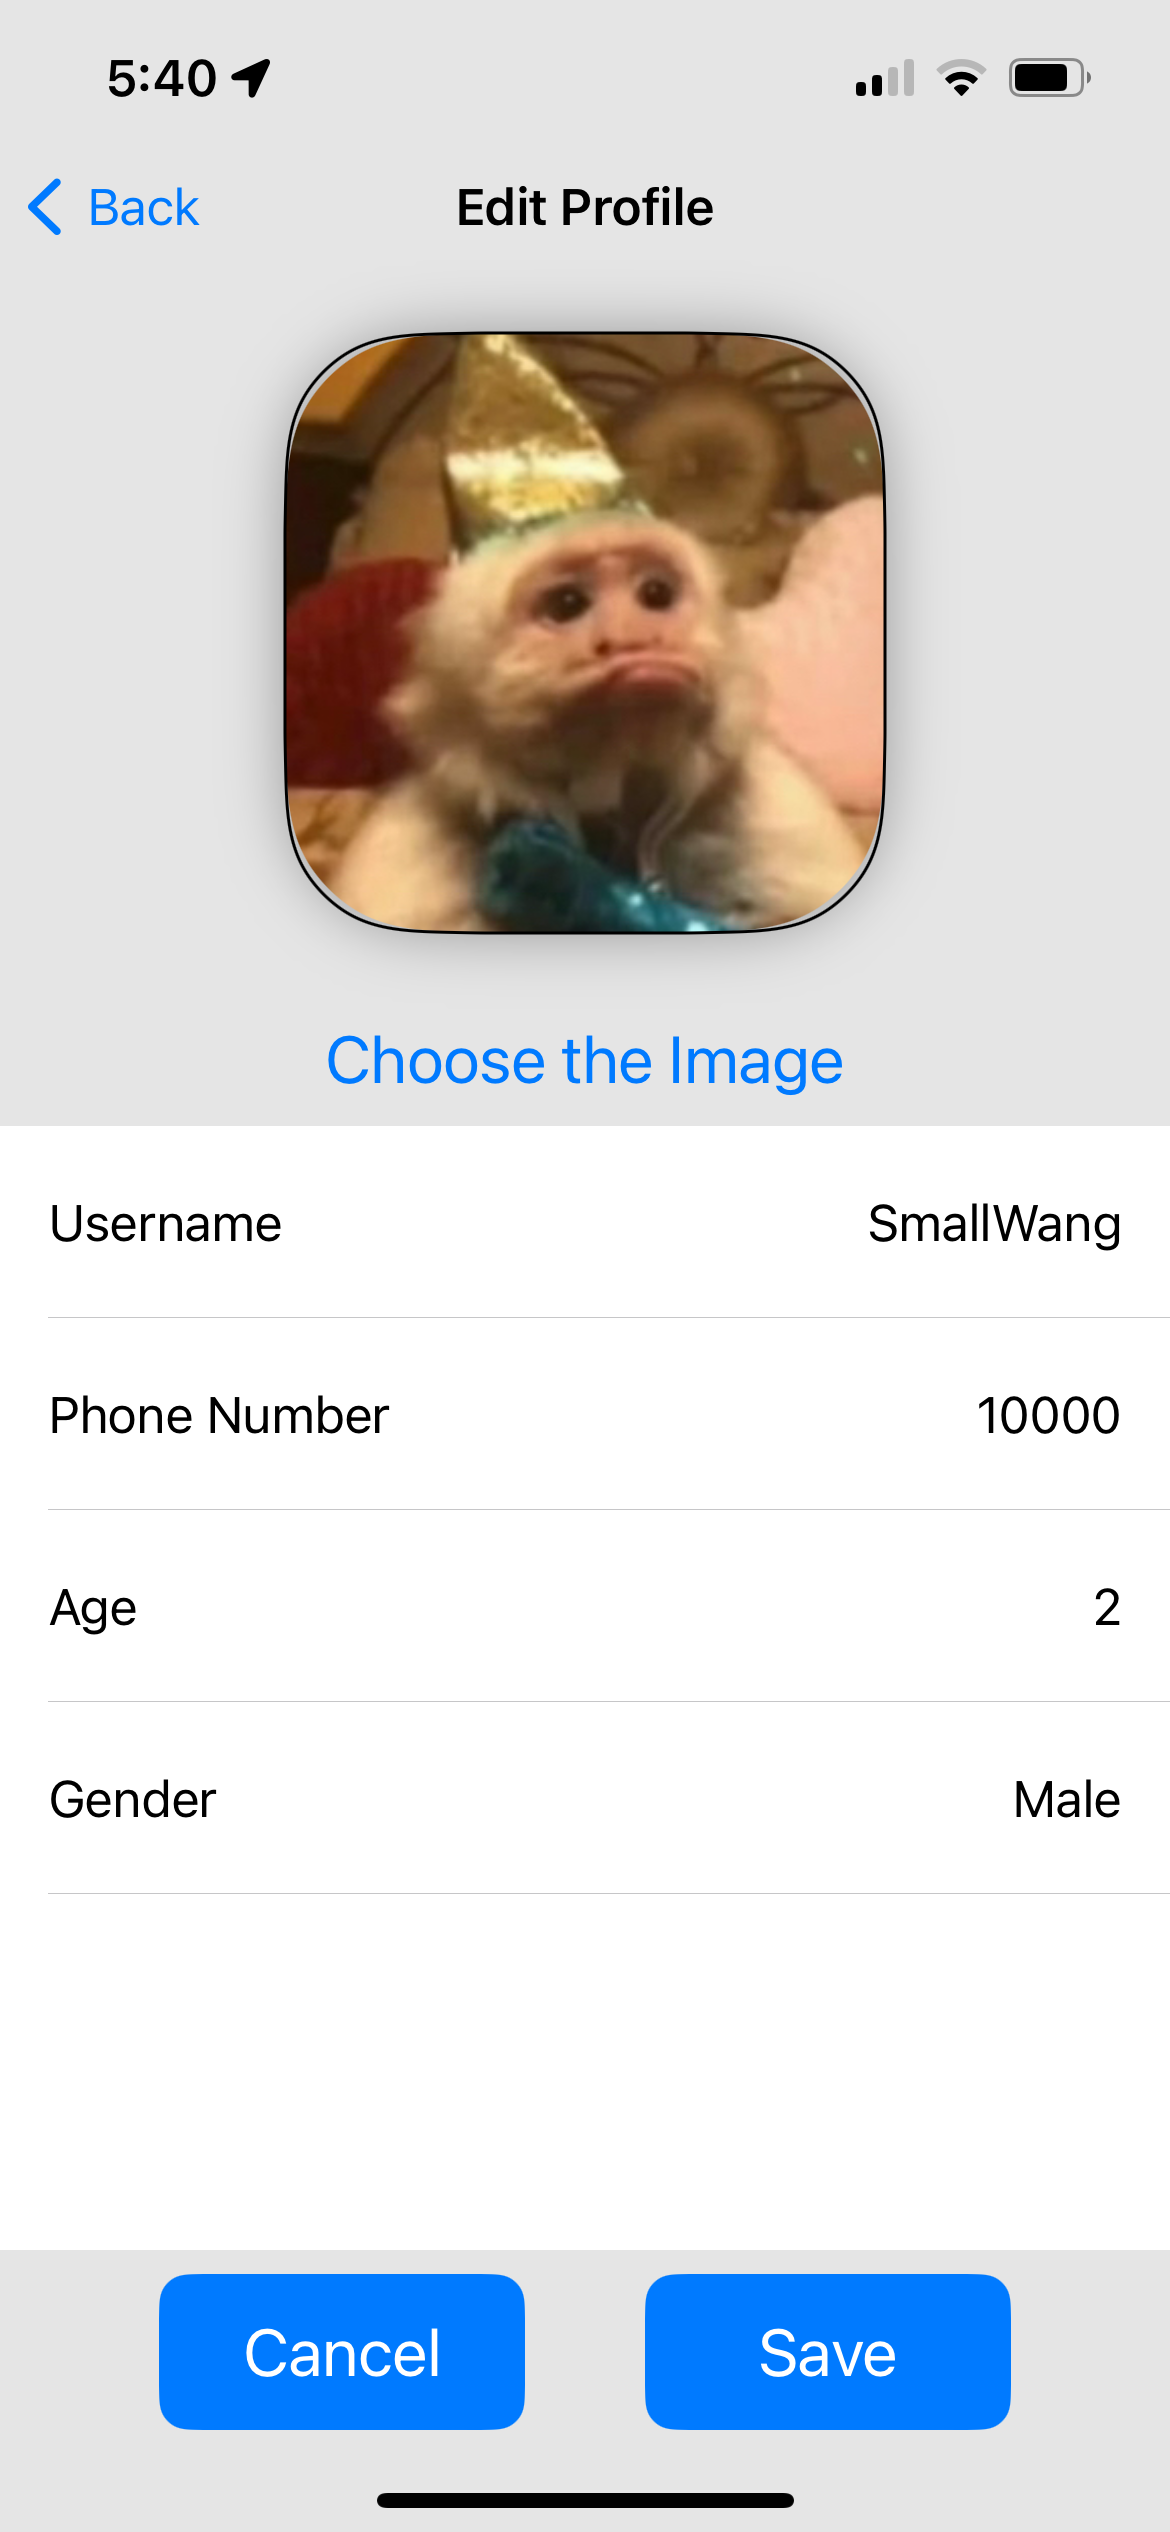 5:40
Back
Edit Profile
Choose the Image
Username SmallWang
Phone Number 10000
Age 2
Gender Male
Cancel Save